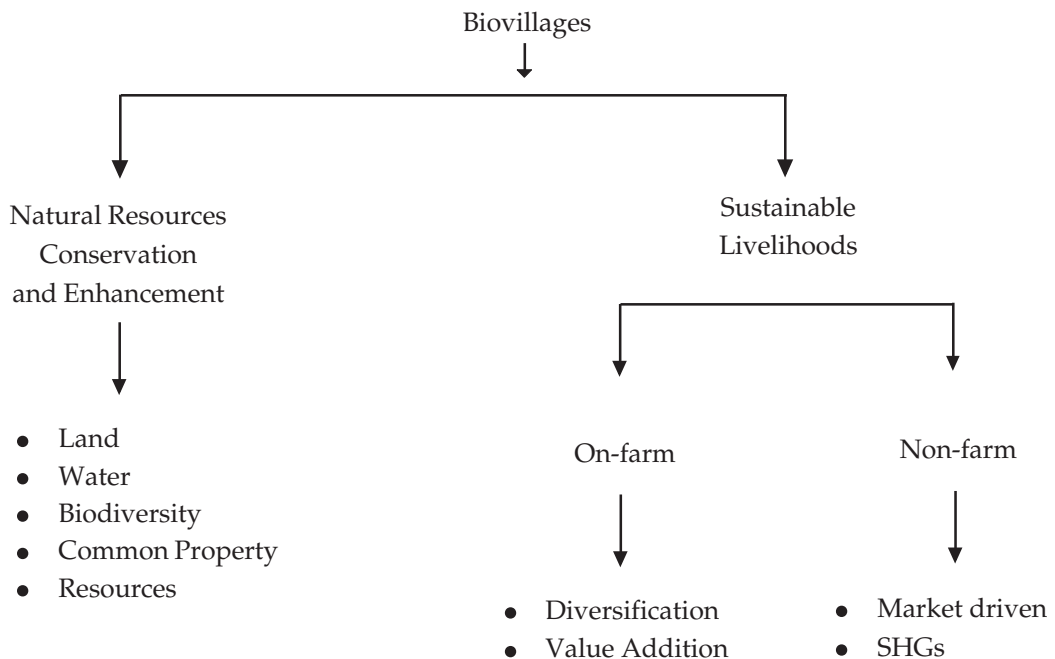 Biovillages
Natural Resources
Conservation
and Enhancement
Sustainable
Livelihoods
● Land
● Water
● Biodiversity
● Common Property
● Resources
On-farm
Non-farm
● Diversification
● Value Addition
● Market driven
● SHGs